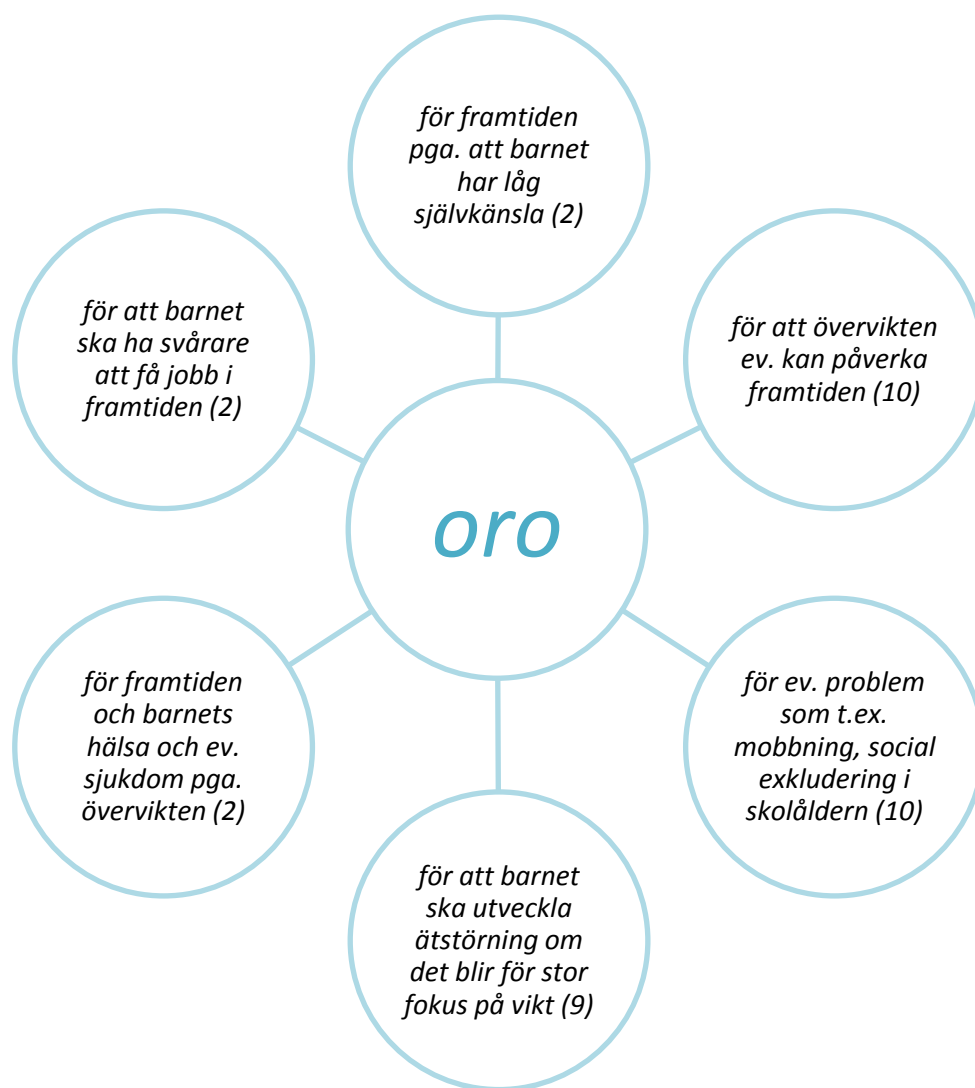 för framtiden
pga. att barnet
har låg
självkänsla (2)
för att barnet
ska ha svårare
att få jobb i
framtiden (2)
för att övervikten
ev. kan påverka
framtiden (10)
oro
för framtiden
och barnets
hälsa och ev.
sjukdom pga.
övervikten (2)
för ev. problem
som t.ex.
mobbning, social
exkludering i
skolåldern (10)
för att barnet
ska utveckla
ätstörning om
det blir för stor
fokus på vikt (9)